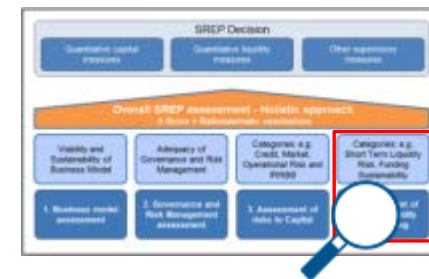 SREP Decision
Quantitative capital
measures
Quantitative liquidity
measures
Other supervisory
measures
Overall SREP assessment - Holistic approach
Viability and
Sustainability of
Business Model
Adequacy of
Governance and Risk
Management
Categories: e.g.
Credit, Market,
Operational Risk and
IRRBB
Categories: e.g.
Short Term Liquidity
Risk, Funding
Sustainability
1. Business model
assessment
2. Governance and
Risk Management
assessment
3. Assessment of
risks to Capital